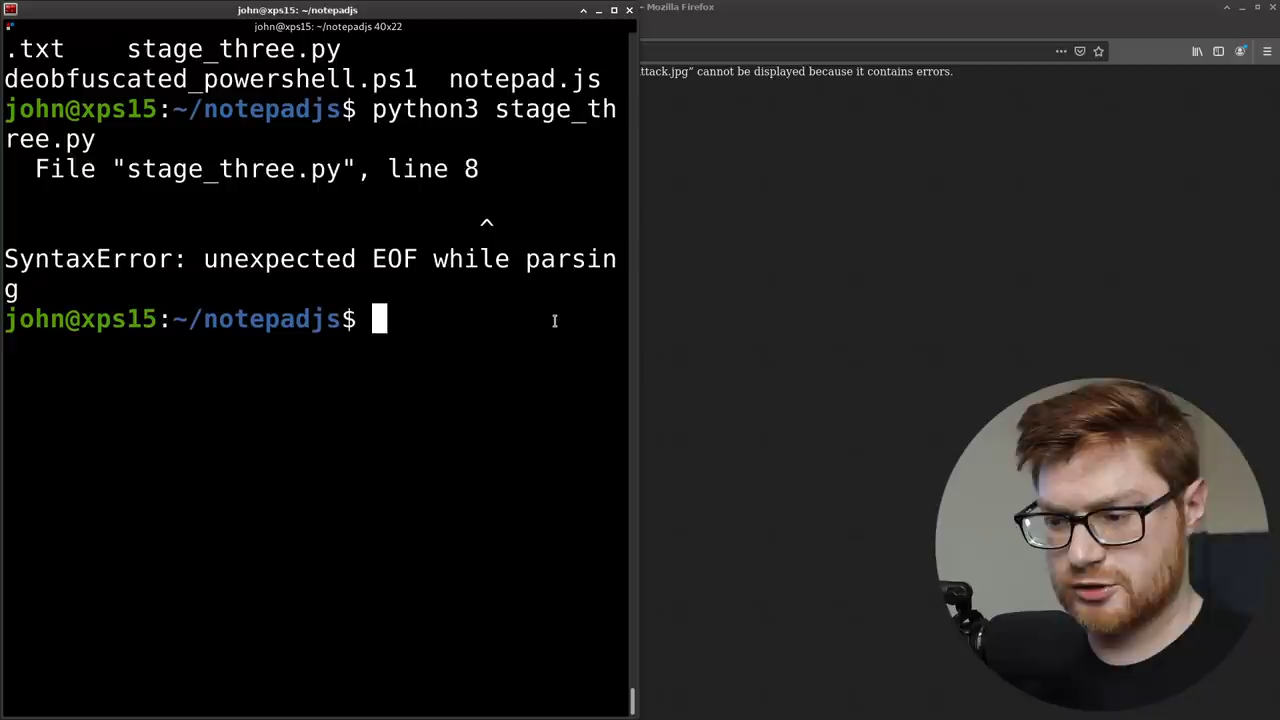 john@xps15: ~/notepadjs
john@xps15: ~/notepadjs 40x22
.txt    stage_three.py
deobfuscated_powershell.ps1  notepad.js
john@xps15:~/notepadjs$ python3 stage_th
ree.py
  File "stage_three.py", line 8
^
SyntaxError: unexpected EOF while parsin
g
john@xps15:~/notepadjs$
Mozilla Firefox
ttack.jpg” cannot be displayed because it contains errors.